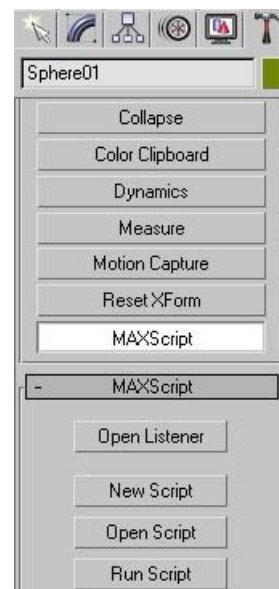 Sphere01
Collapse
Color Clipboard
Dynamics
Measure
Motion Capture
Reset XForm
MAXScript
- MAXScript
Open Listener
New Script
Open Script
Run Script